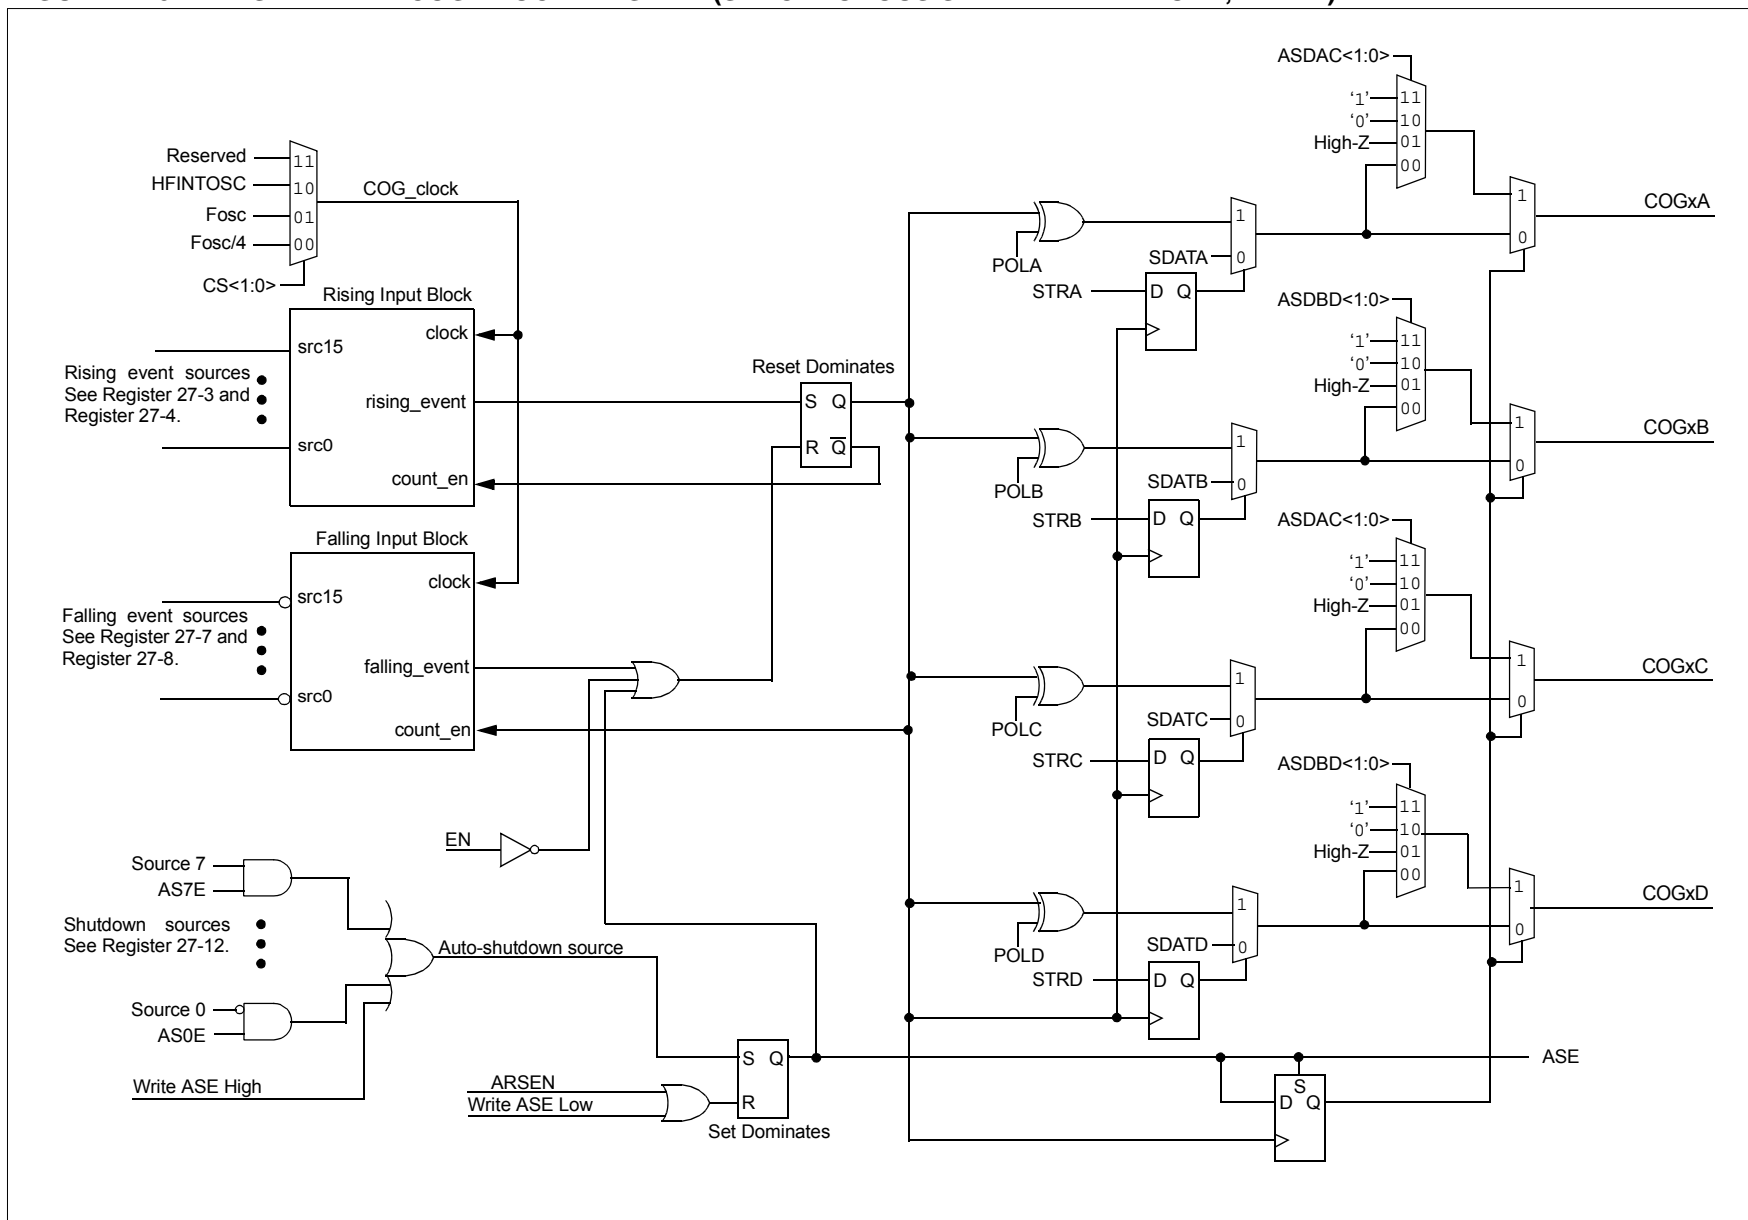 ASDAC<1:0>
'1'
11
'0'
10
High-Z
01
00
Reserved
11
HFINTOSC
10
COG_clock
Fosc
01
Fosc/4
00
CS<1:0>
1
0
COGxA
POLA
1
SDATA
0
STRA
D Q
Rising Input Block
clock
src15
Rising event sources
See Register 27-3 and
Register 27-4.
rising_event
src0
count_en
Reset Dominates
S Q
R Q
ASDBD<1:0>
'1'
11
'0'
10
High-Z
01
00
1
0
COGxB
POLB
1
SDATB
0
STRB
D Q
Falling Input Block
clock
src15
Falling event sources
See Register 27-7 and
Register 27-8.
falling_event
src0
count_en
ASDAC<1:0>
'1'
11
'0'
10
High-Z
01
00
1
0
COGxC
POLC
1
SDATC
0
STRC
D Q
EN
Source 7
AS7E
Shutdown sources
See Register 27-12.
Auto-shutdown source
Source 0
AS0E
Write ASE High
ASDBD<1:0>
'1'
11
'0'
10
High-Z
01
00
1
0
COGxD
POLD
1
SDATD
0
STRD
D Q
S Q
R
ARSEN
Write ASE Low
Set Dominates
ASE
S
D Q